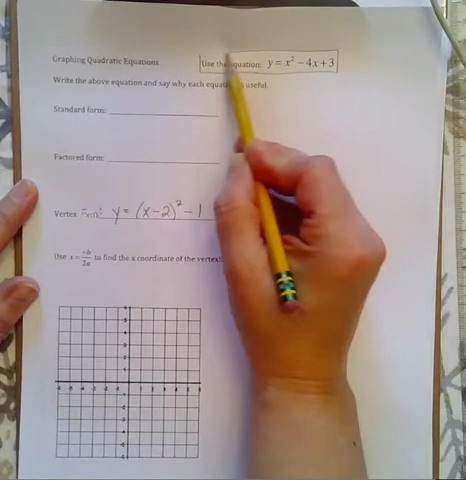 Graphing Quadratic Equations Use the equation: y = x² − 4x + 3
Write the above equation and say why each equation is useful.
Standard form:
Factored form:
Vertex Form: y = (x−2)² − 1
Use x = −b/2a to find the x coordinate of the vertex: